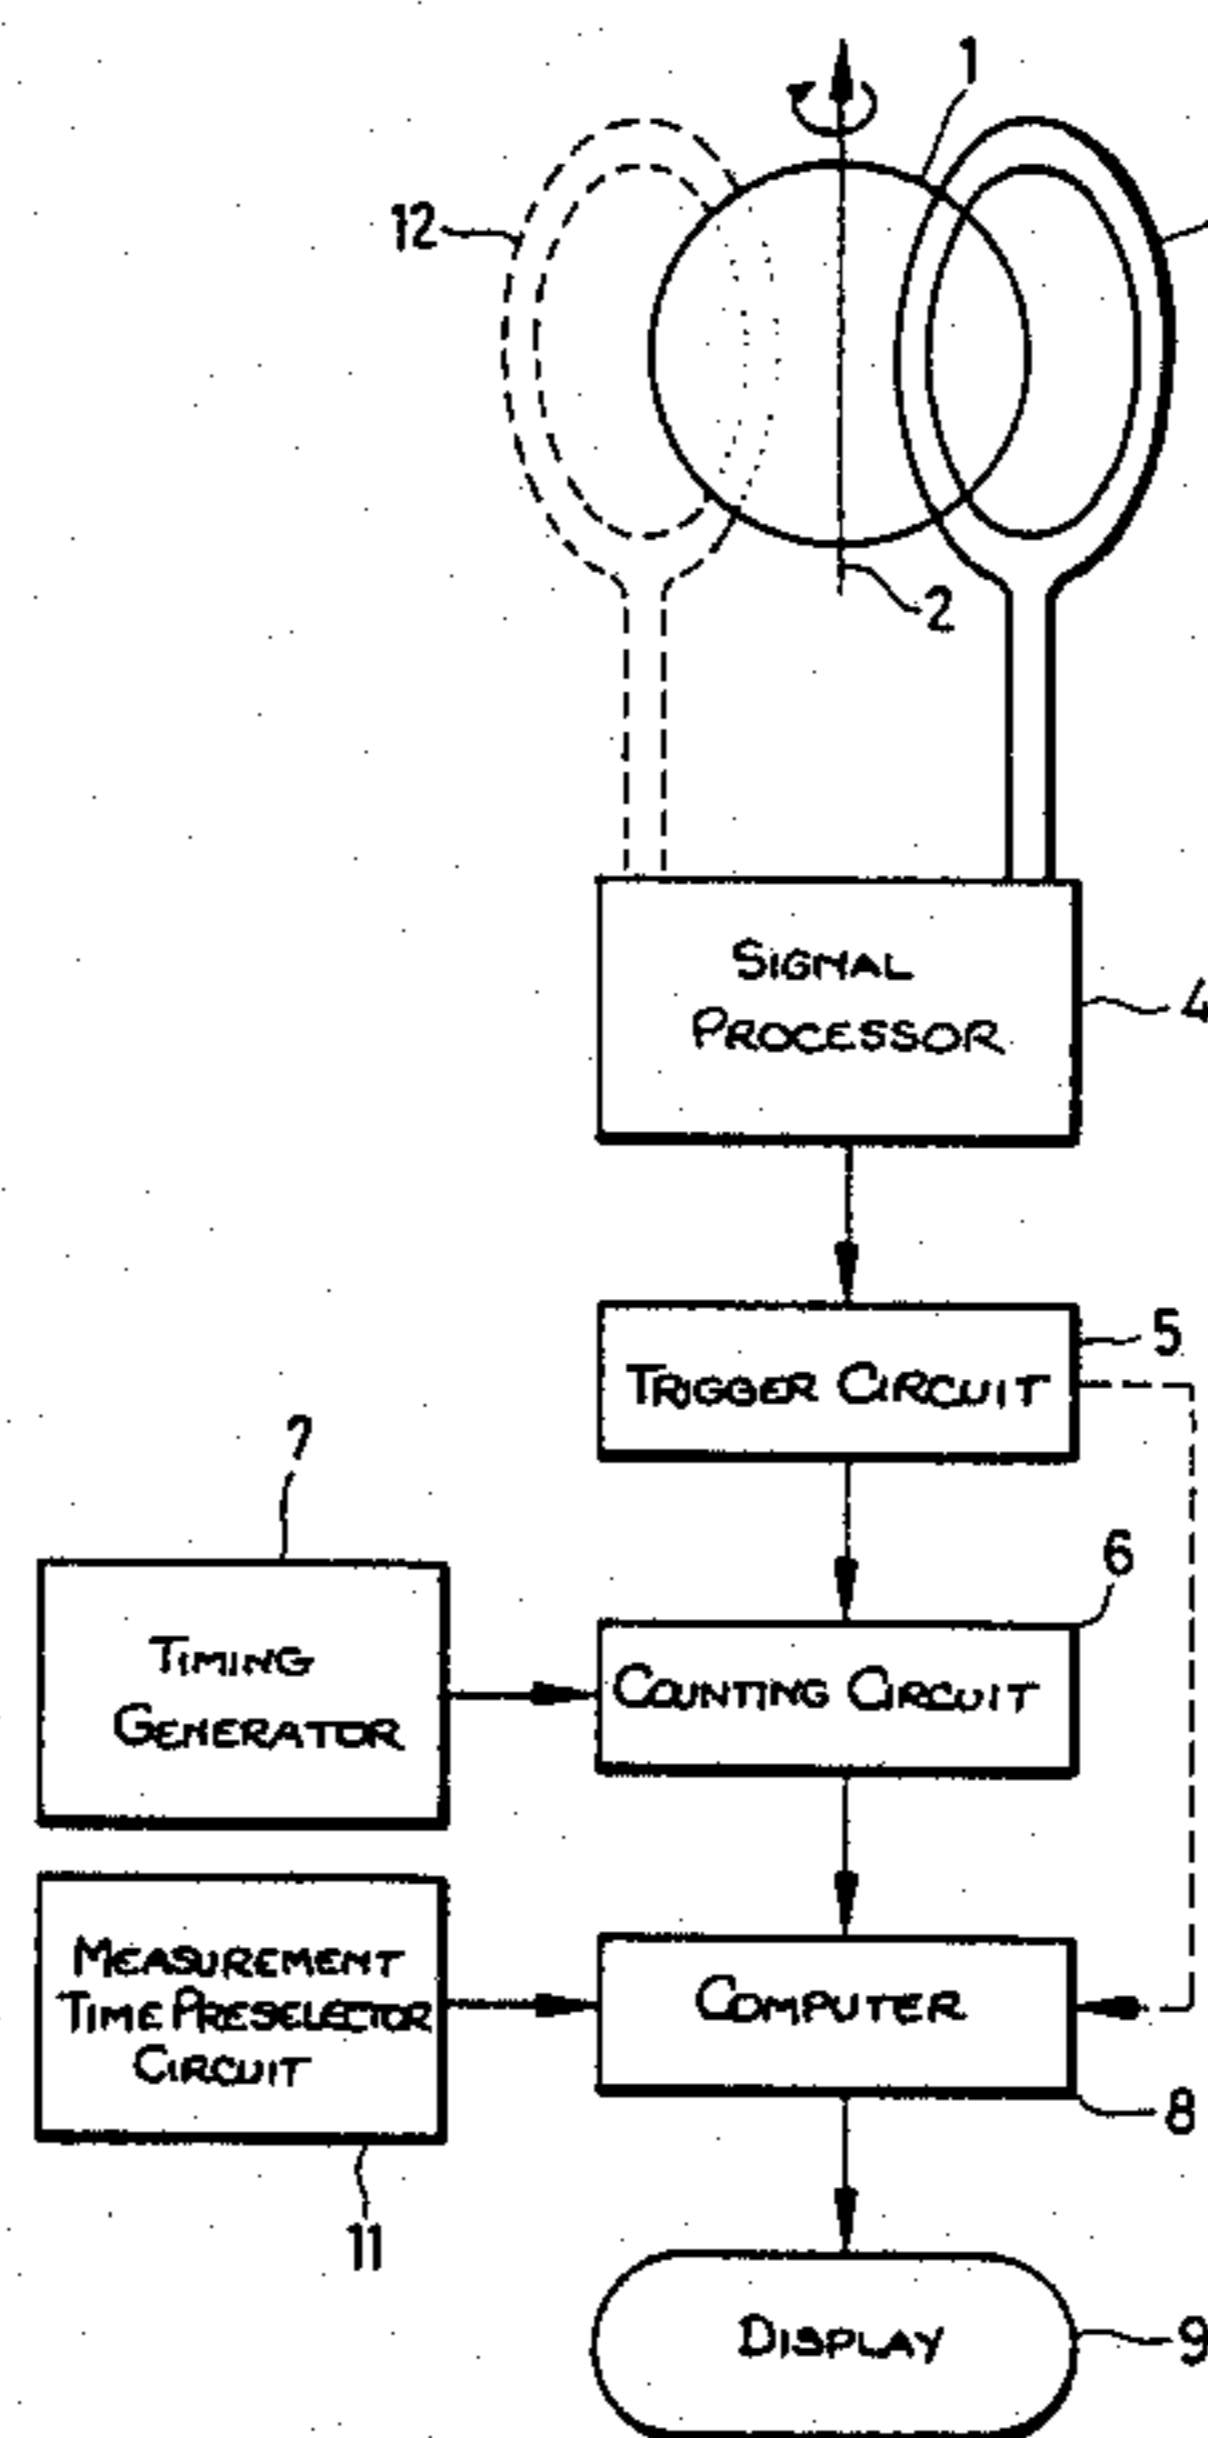 1
12
2
SIGNAL
PROCESSOR
4
5
TRIGGER CIRCUIT
7
6
TIMING
GENERATOR
COUNTING CIRCUIT
MEASUREMENT
TIME PRESELECTOR
CIRCUIT
COMPUTER
8
11
DISPLAY
9